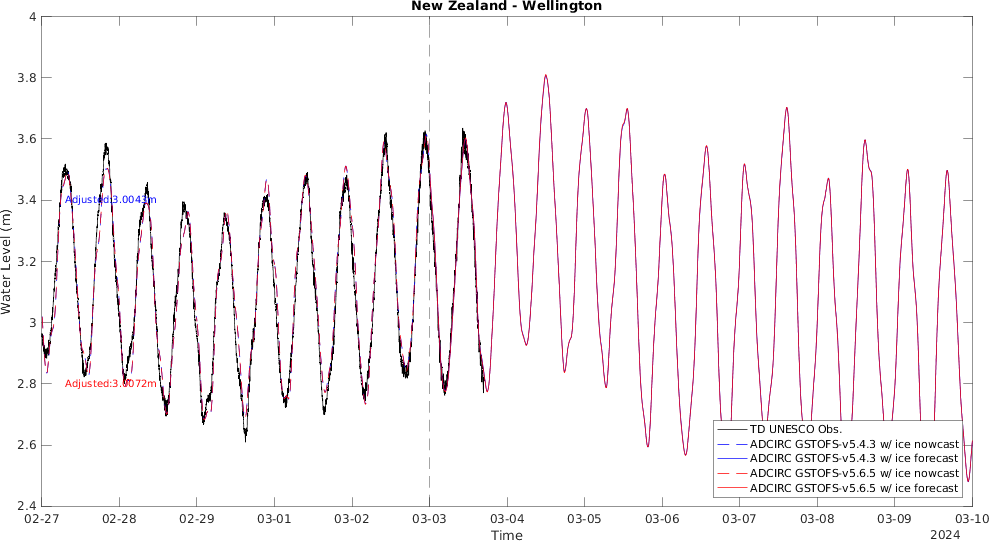 New Zealand - Wellington
4
3.8
3.6
3.4
3.2
3
2.8
2.6
2.4
Water Level (m)
Adjusted:3.0043m
Adjusted:3.0072m
TD UNESCO Obs.
ADCIRC GSTOFS-v5.4.3 w/ ice nowcast
ADCIRC GSTOFS-v5.4.3 w/ ice forecast
ADCIRC GSTOFS-v5.6.5 w/ ice nowcast
ADCIRC GSTOFS-v5.6.5 w/ ice forecast
02-27 02-28 02-29 03-01 03-02 03-03 03-04 03-05 03-06 03-07 03-08 03-09 03-10
Time
2024